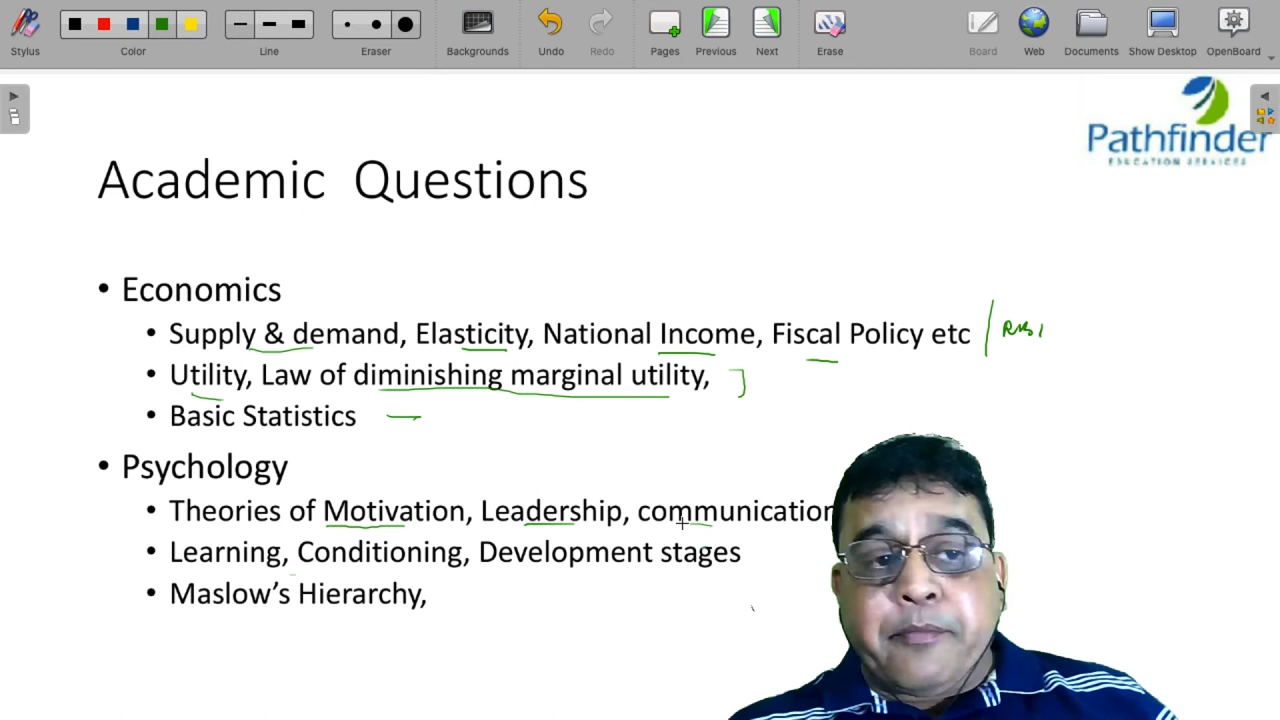 Stylus
Color
Line
Eraser
Backgrounds
Undo
Redo
Pages
Previous
Next
Erase
Board
Web
Documents
Show Desktop
OpenBoard
Pathfinder
EDUCATION SERVICES
Academic Questions
• Economics
• Supply & demand, Elasticity, National Income, Fiscal Policy etc
• Utility, Law of diminishing marginal utility,
• Basic Statistics
• Psychology
• Theories of Motivation, Leadership, communication
• Learning, Conditioning, Development stages
• Maslow’s Hierarchy,